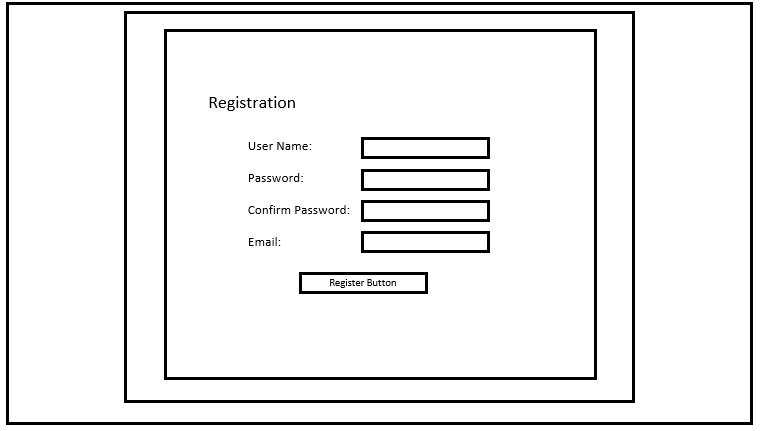 Registration
User Name:
Password:
Confirm Password:
Email:
Register Button